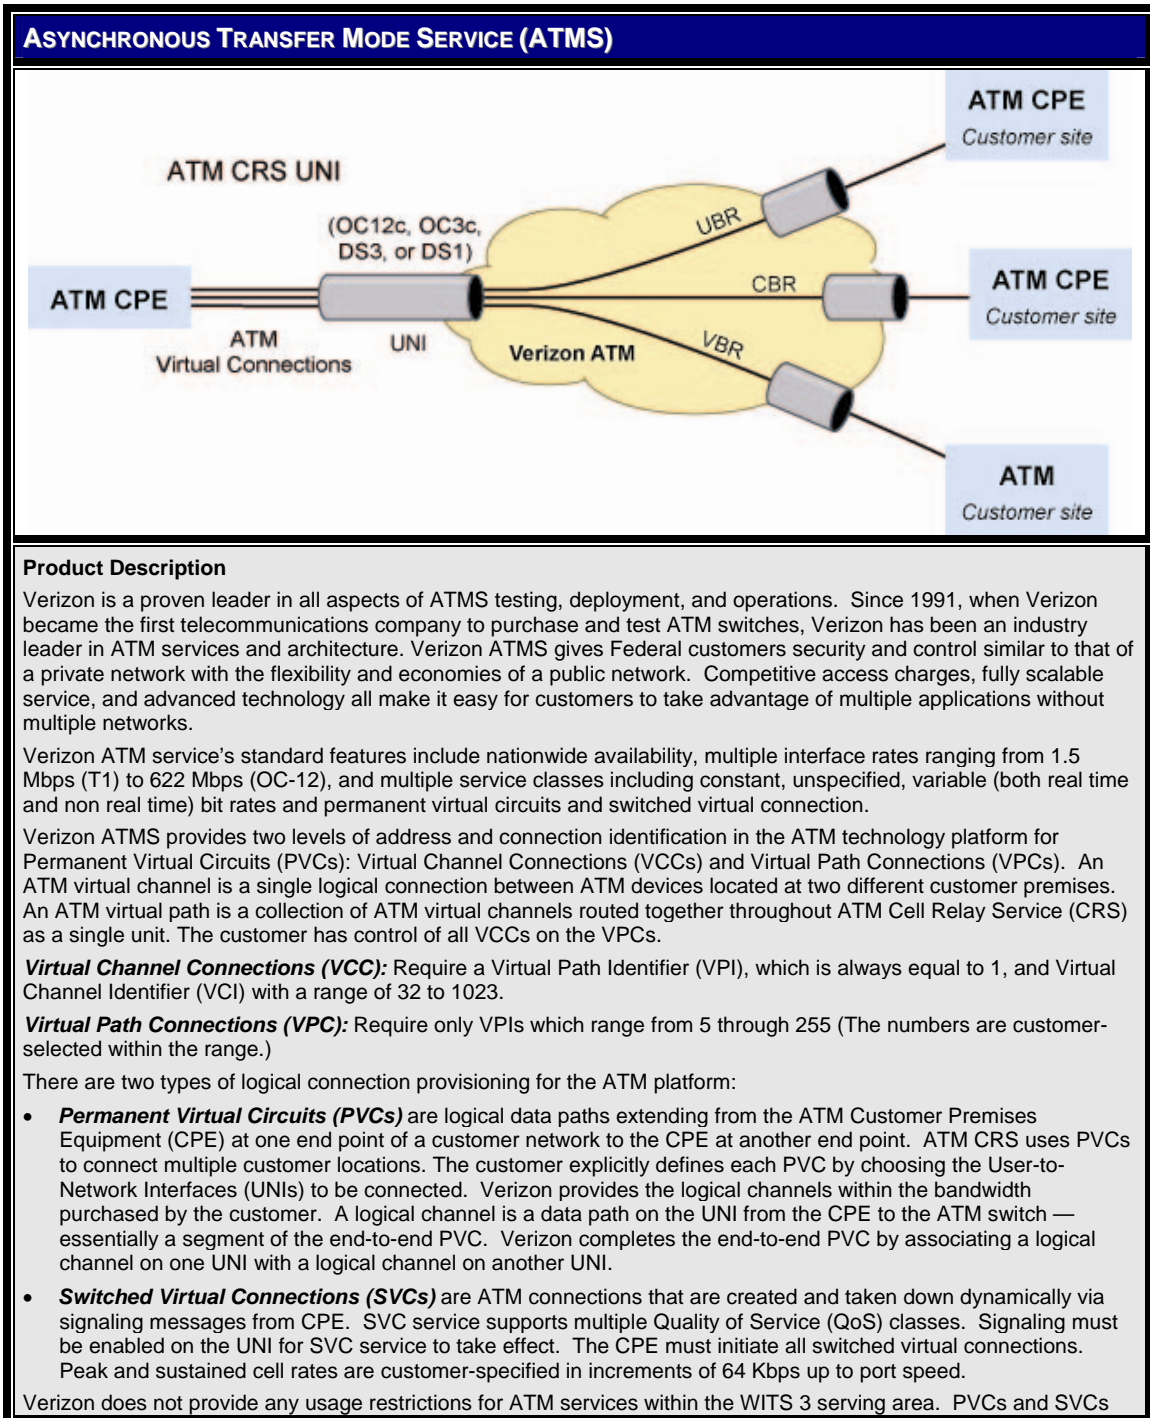 ASYNCHRONOUS TRANSFER MODE SERVICE (ATMS)
ATM CPE
Customer site
ATM CRS UNI
(OC12c, OC3c,
DS3, or DS1)
UBR
ATM CPE
CBR
ATM CPE
Customer site
ATM
Virtual Connections
UNI
Verizon ATM
VBR
ATM
Customer site
Product Description
Verizon is a proven leader in all aspects of ATMS testing, deployment, and operations. Since 1991, when Verizon
became the first telecommunications company to purchase and test ATM switches, Verizon has been an industry
leader in ATM services and architecture. Verizon ATMS gives Federal customers security and control similar to that of
a private network with the flexibility and economies of a public network. Competitive access charges, fully scalable
service, and advanced technology all make it easy for customers to take advantage of multiple applications without
multiple networks.
Verizon ATM service's standard features include nationwide availability, multiple interface rates ranging from 1.5
Mbps (T1) to 622 Mbps (OC-12), and multiple service classes including constant, unspecified, variable (both real time
and non real time) bit rates and permanent virtual circuits and switched virtual connection.
Verizon ATMS provides two levels of address and connection identification in the ATM technology platform for
Permanent Virtual Circuits (PVCs): Virtual Channel Connections (VCCs) and Virtual Path Connections (VPCs). An
ATM virtual channel is a single logical connection between ATM devices located at two different customer premises.
An ATM virtual path is a collection of ATM virtual channels routed together throughout ATM Cell Relay Service (CRS)
as a single unit. The customer has control of all VCCs on the VPCs.
Virtual Channel Connections (VCC): Require a Virtual Path Identifier (VPI), which is always equal to 1, and Virtual
Channel Identifier (VCI) with a range of 32 to 1023.
Virtual Path Connections (VPC): Require only VPIs which range from 5 through 255 (The numbers are customer-
selected within the range.)
There are two types of logical connection provisioning for the ATM platform:
• Permanent Virtual Circuits (PVCs) are logical data paths extending from the ATM Customer Premises
Equipment (CPE) at one end point of a customer network to the CPE at another end point. ATM CRS uses PVCs
to connect multiple customer locations. The customer explicitly defines each PVC by choosing the User-to-
Network Interfaces (UNIs) to be connected. Verizon provides the logical channels within the bandwidth
purchased by the customer. A logical channel is a data path on the UNI from the CPE to the ATM switch —
essentially a segment of the end-to-end PVC. Verizon completes the end-to-end PVC by associating a logical
channel on one UNI with a logical channel on another UNI.
• Switched Virtual Connections (SVCs) are ATM connections that are created and taken down dynamically via
signaling messages from CPE. SVC service supports multiple Quality of Service (QoS) classes. Signaling must
be enabled on the UNI for SVC service to take effect. The CPE must initiate all switched virtual connections.
Peak and sustained cell rates are customer-specified in increments of 64 Kbps up to port speed.
Verizon does not provide any usage restrictions for ATM services within the WITS 3 serving area. PVCs and SVCs